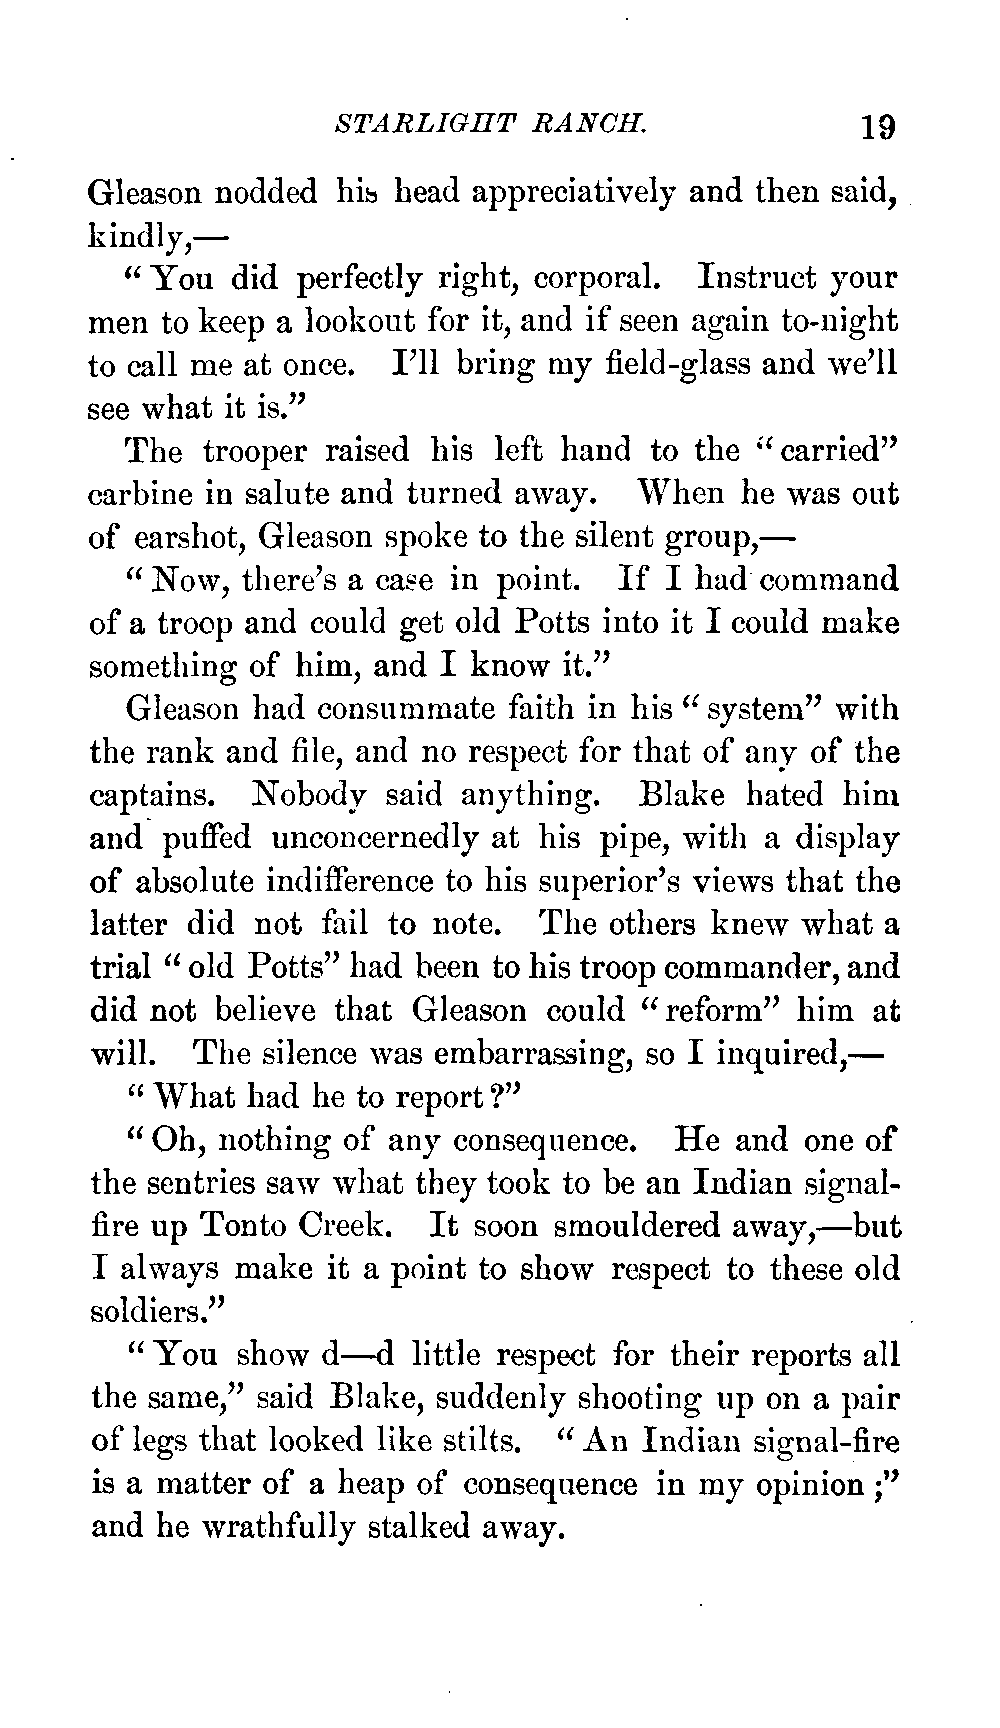 STARLIGHT RANCH. 19
Gleason nodded his head appreciatively and then said,
kindly,—
“You did perfectly right, corporal. Instruct your
men to keep a lookout for it, and if seen again to-night
to call me at once. I’ll bring my field-glass and we’ll
see what it is.”
The trooper raised his left hand to the “carried”
carbine in salute and turned away. When he was out
of earshot, Gleason spoke to the silent group,—
“Now, there’s a case in point. If I had command
of a troop and could get old Potts into it I could make
something of him, and I know it.”
Gleason had consummate faith in his “system” with
the rank and file, and no respect for that of any of the
captains. Nobody said anything. Blake hated him
and puffed unconcernedly at his pipe, with a display
of absolute indifference to his superior’s views that the
latter did not fail to note. The others knew what a
trial “old Potts” had been to his troop commander, and
did not believe that Gleason could “reform” him at
will. The silence was embarrassing, so I inquired,—
“What had he to report?”
“Oh, nothing of any consequence. He and one of
the sentries saw what they took to be an Indian signal-
fire up Tonto Creek. It soon smouldered away,—but
I always make it a point to show respect to these old
soldiers.”
“You show d—d little respect for their reports all
the same,” said Blake, suddenly shooting up on a pair
of legs that looked like stilts. “An Indian signal-fire
is a matter of a heap of consequence in my opinion;”
and he wrathfully stalked away.